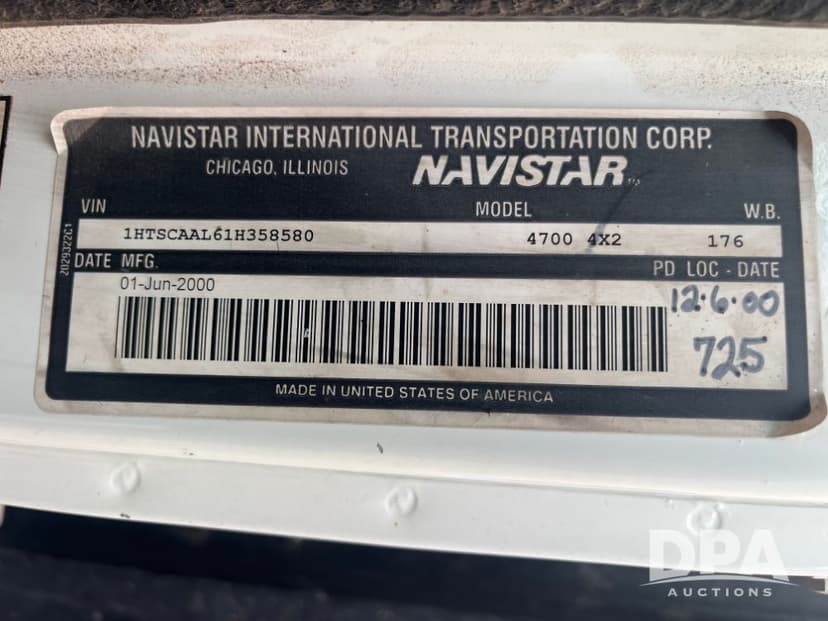 NAVISTAR INTERNATIONAL TRANSPORTATION CORP.
CHICAGO, ILLINOIS NAVISTAR
VIN MODEL W.B.
1HTSCAAL61H358580 4700 4X2 176
2029322C1
DATE MFG. PD LOC - DATE
01-Jun-2000 12.6.00
725
MADE IN UNITED STATES OF AMERICA
DPA
AUCTIONS